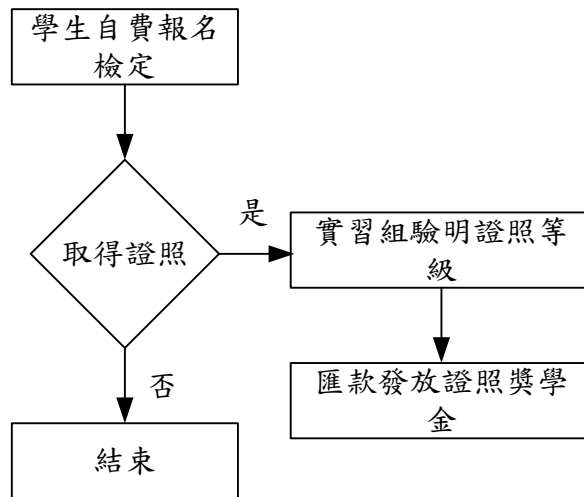 學生自費報名
檢定
取得證照
是
實習組驗明證照等
級
匯款發放證照獎學
金
否
結束